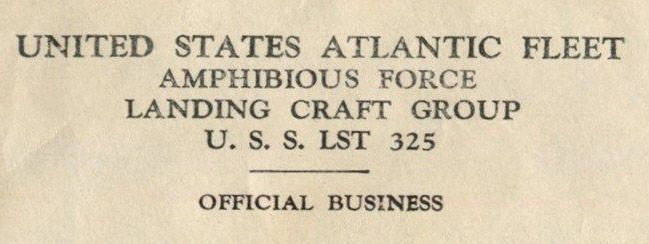 UNITED STATES ATLANTIC FLEET
AMPHIBIOUS FORCE
LANDING CRAFT GROUP
U. S. S. LST 325
OFFICIAL BUSINESS